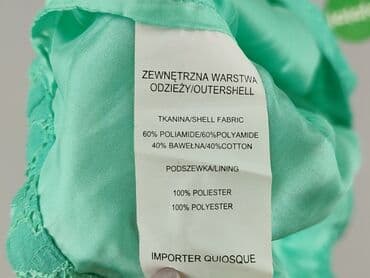 ZEWNĘTRZNA WARSTWA
ODZIEŻY/OUTERSHELL
TKANINA/SHELL FABRIC
60% POLIAMIDE/60%POLYAMIDE
40% BAWEŁNA/40%COTTON
PODSZEWKA/LINING
100% POLIESTER
100% POLYESTER
IMPORTER QUIOSQUE